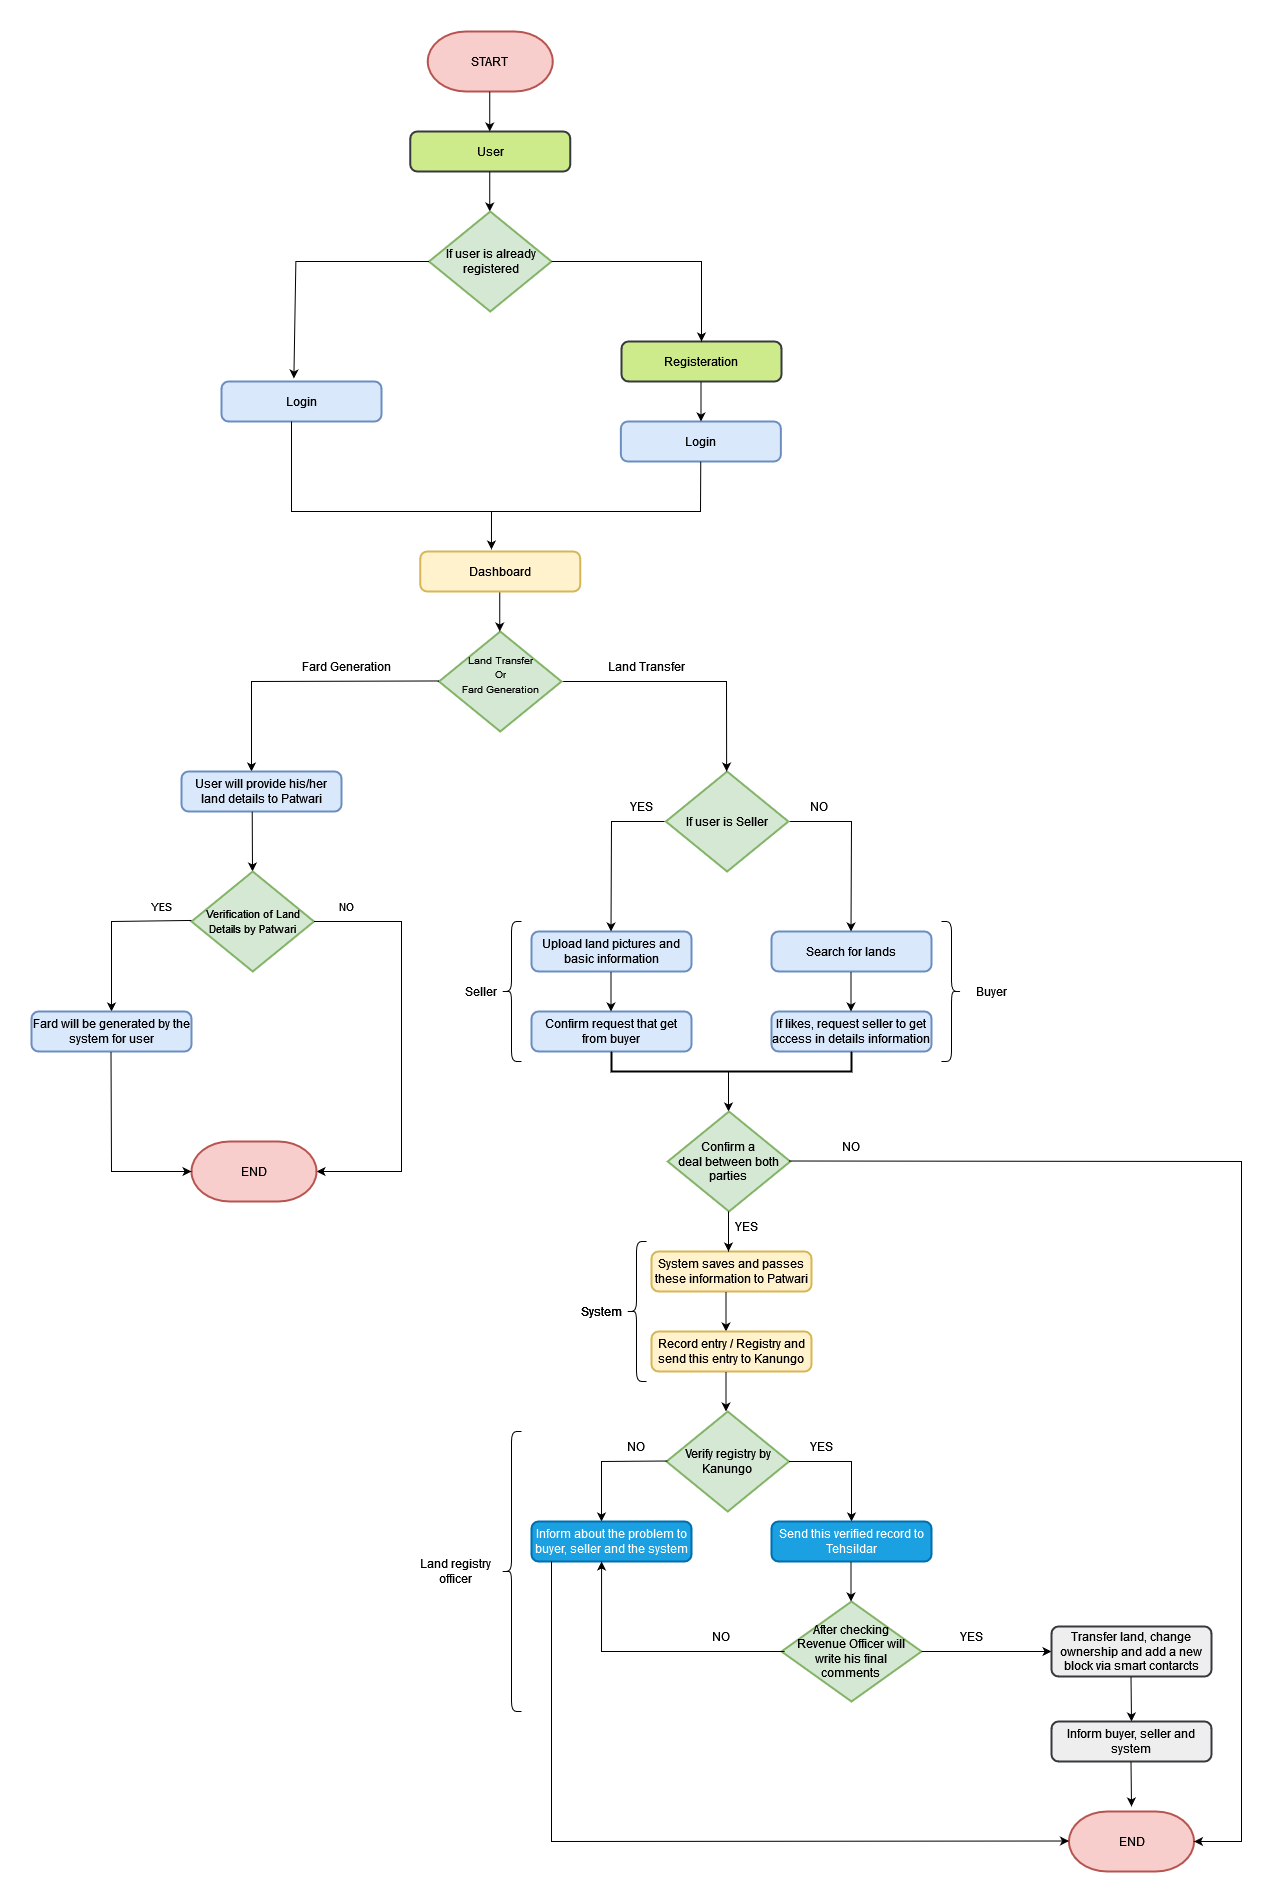 START
User
If user is already
registered
Registeration
Login
Login
Dashboard
Fard Generation
Land Transfer
Or
Fard Generation
Land Transfer
User will provide his/her
land details to Patwari
YES
If user is Seller
NO
YES
Verification of Land
Details by Patwari
NO
Upload land pictures and
basic information
Search for lands
Seller
Buyer
Fard will be generated by the
system for user
Confirm request that get
from buyer
If likes, request seller to get
access in details information
END
Confirm a
deal between both
parties
NO
YES
System saves and passes
these information to Patwari
System
Record entry / Registry and
send this entry to Kanungo
NO
Verify registry by
Kanungo
YES
Inform about the problem to
buyer, seller and the system
Send this verified record to
Tehsildar
Land registry
officer
NO
After checking
Revenue Officer will
write his final
comments
YES
Transfer land, change
ownership and add a new
block via smart contarcts
Inform buyer, seller and
system
END